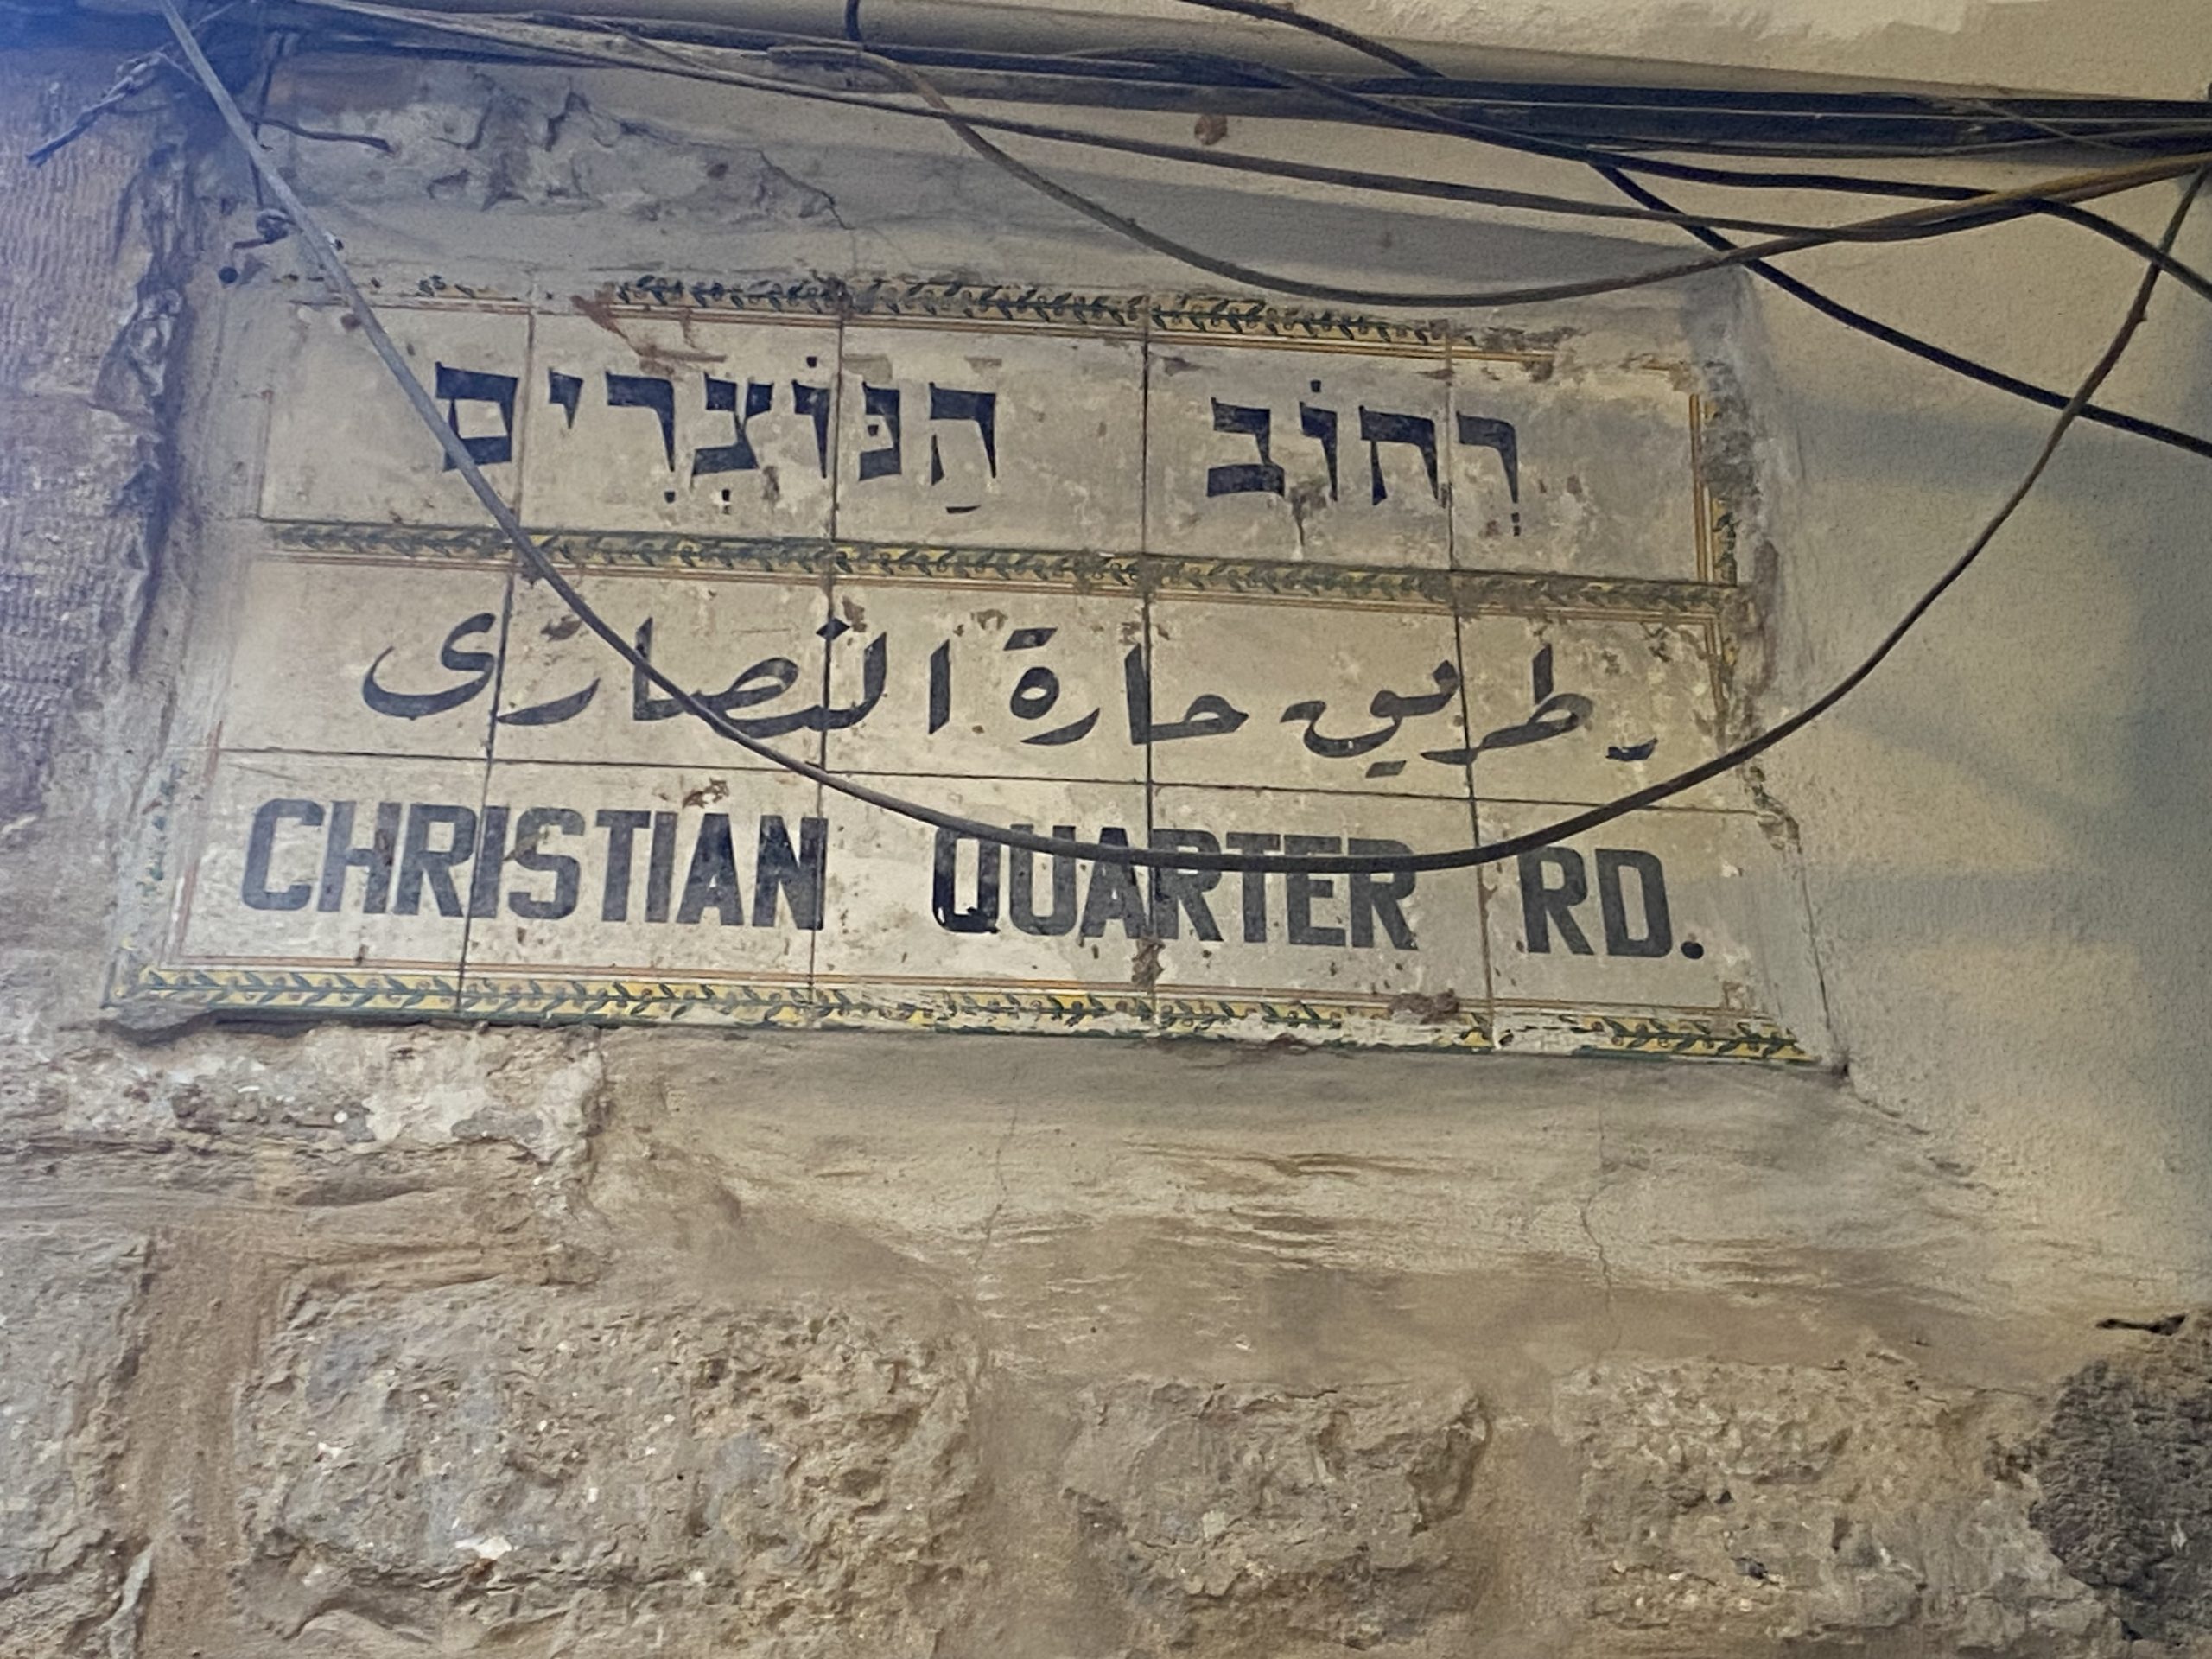 רְחוֹב הַנּוֹצְרִים
طريق حارة النصارى
CHRISTIAN QUARTER RD.